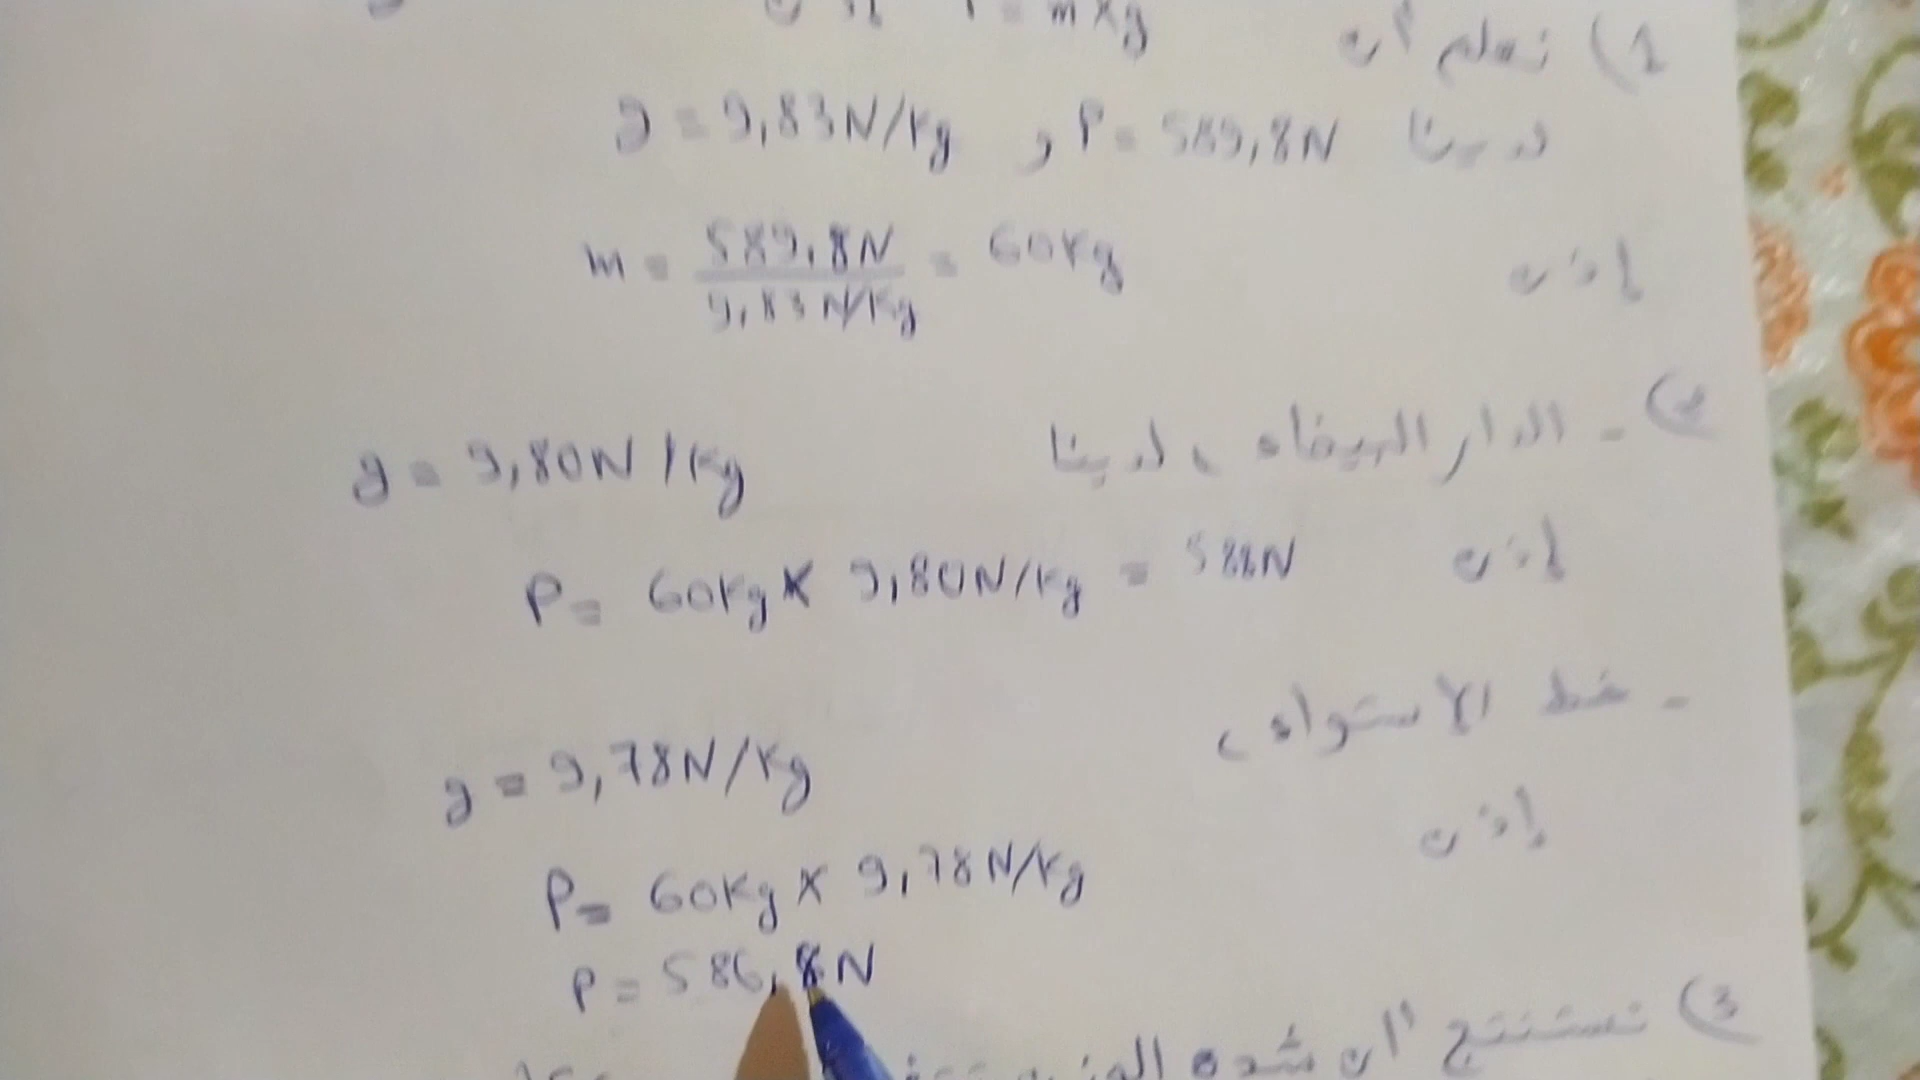 1) نعلم أن P = m x g
لدينا P = 589,8N و g = 9,83N/Kg
إذن m = 589,8N / 9,83N/Kg = 60Kg
2) - الدار البيضاء، لدينا g = 9,80N/Kg
إذن P = 60Kg x 9,80N/Kg = 588N
- خط الاستواء، g = 9,78N/Kg
إذن
P = 60Kg x 9,78N/Kg
P = 586,8N
3) نستنتج أن شدة